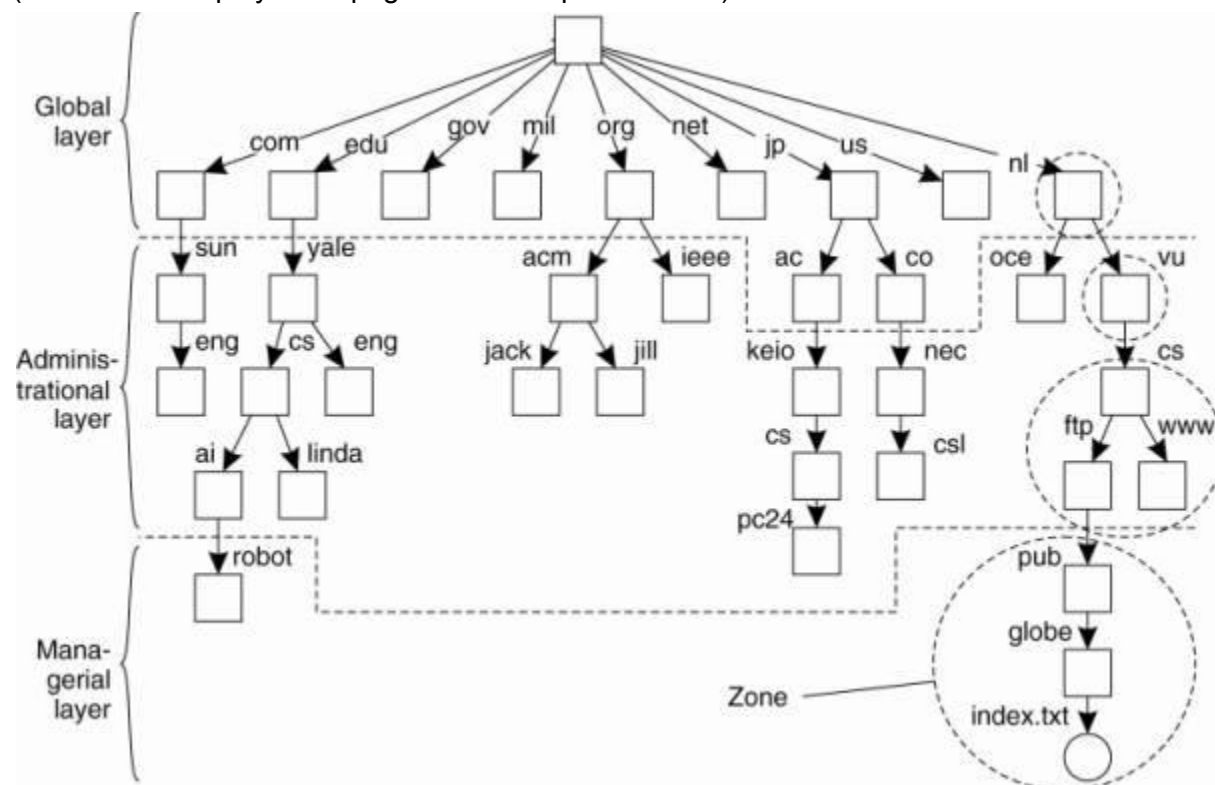 Global
layer
com
edu
gov
mil
org
net
jp
us
nl
sun
yale
acm
ieee
ac
co
oce
vu
Adminis-
trational
layer
eng
cs
eng
jack
jill
keio
nec
cs
ai
linda
cs
csl
ftp
www
pc24
robot
pub
Mana-
gerial
layer
globe
Zone
index.txt